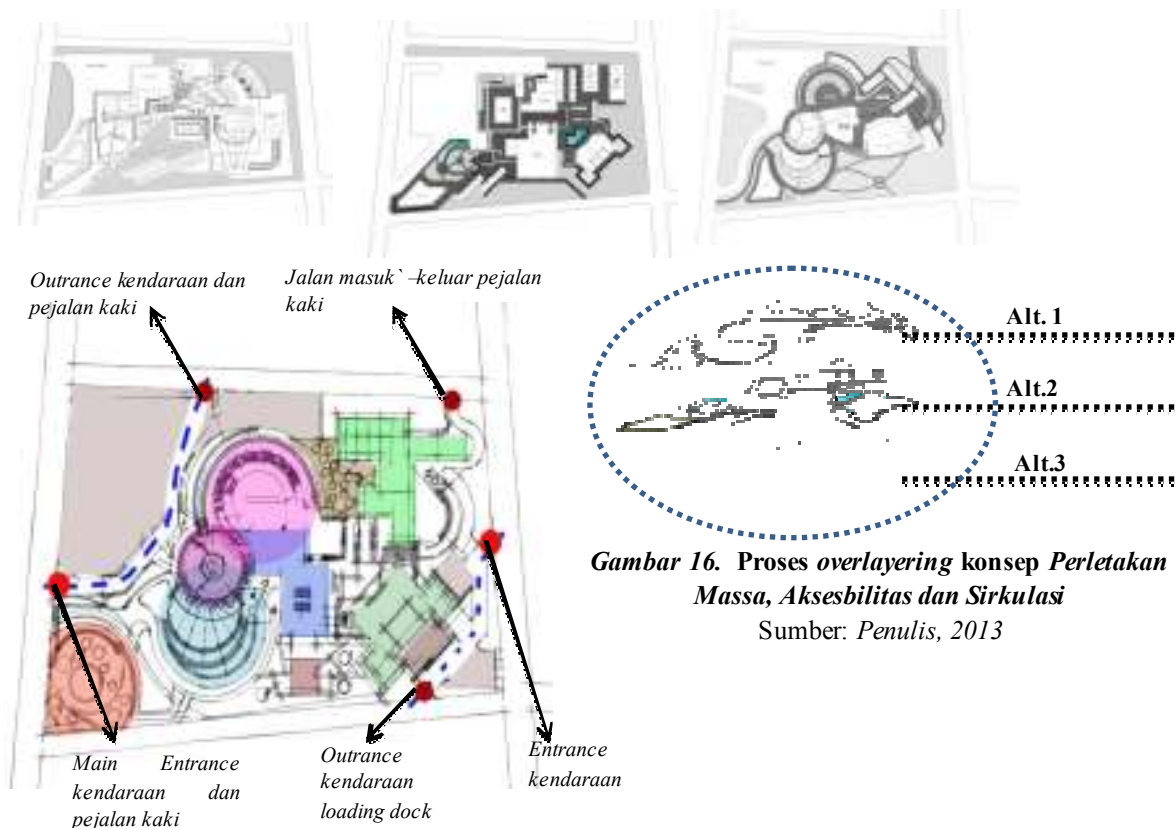 Outrance kendaraan dan
pejalan kaki
Jalan masuk` –keluar pejalan
kaki
Alt. 1
Alt.2
Alt.3
Gambar 16. Proses overlayering konsep Perletakan
Massa, Aksesbilitas dan Sirkulasi
Sumber: Penulis, 2013
Main Entrance
kendaraan dan
pejalan kaki
Outrance
kendaraan
loading dock
Entrance
kendaraan